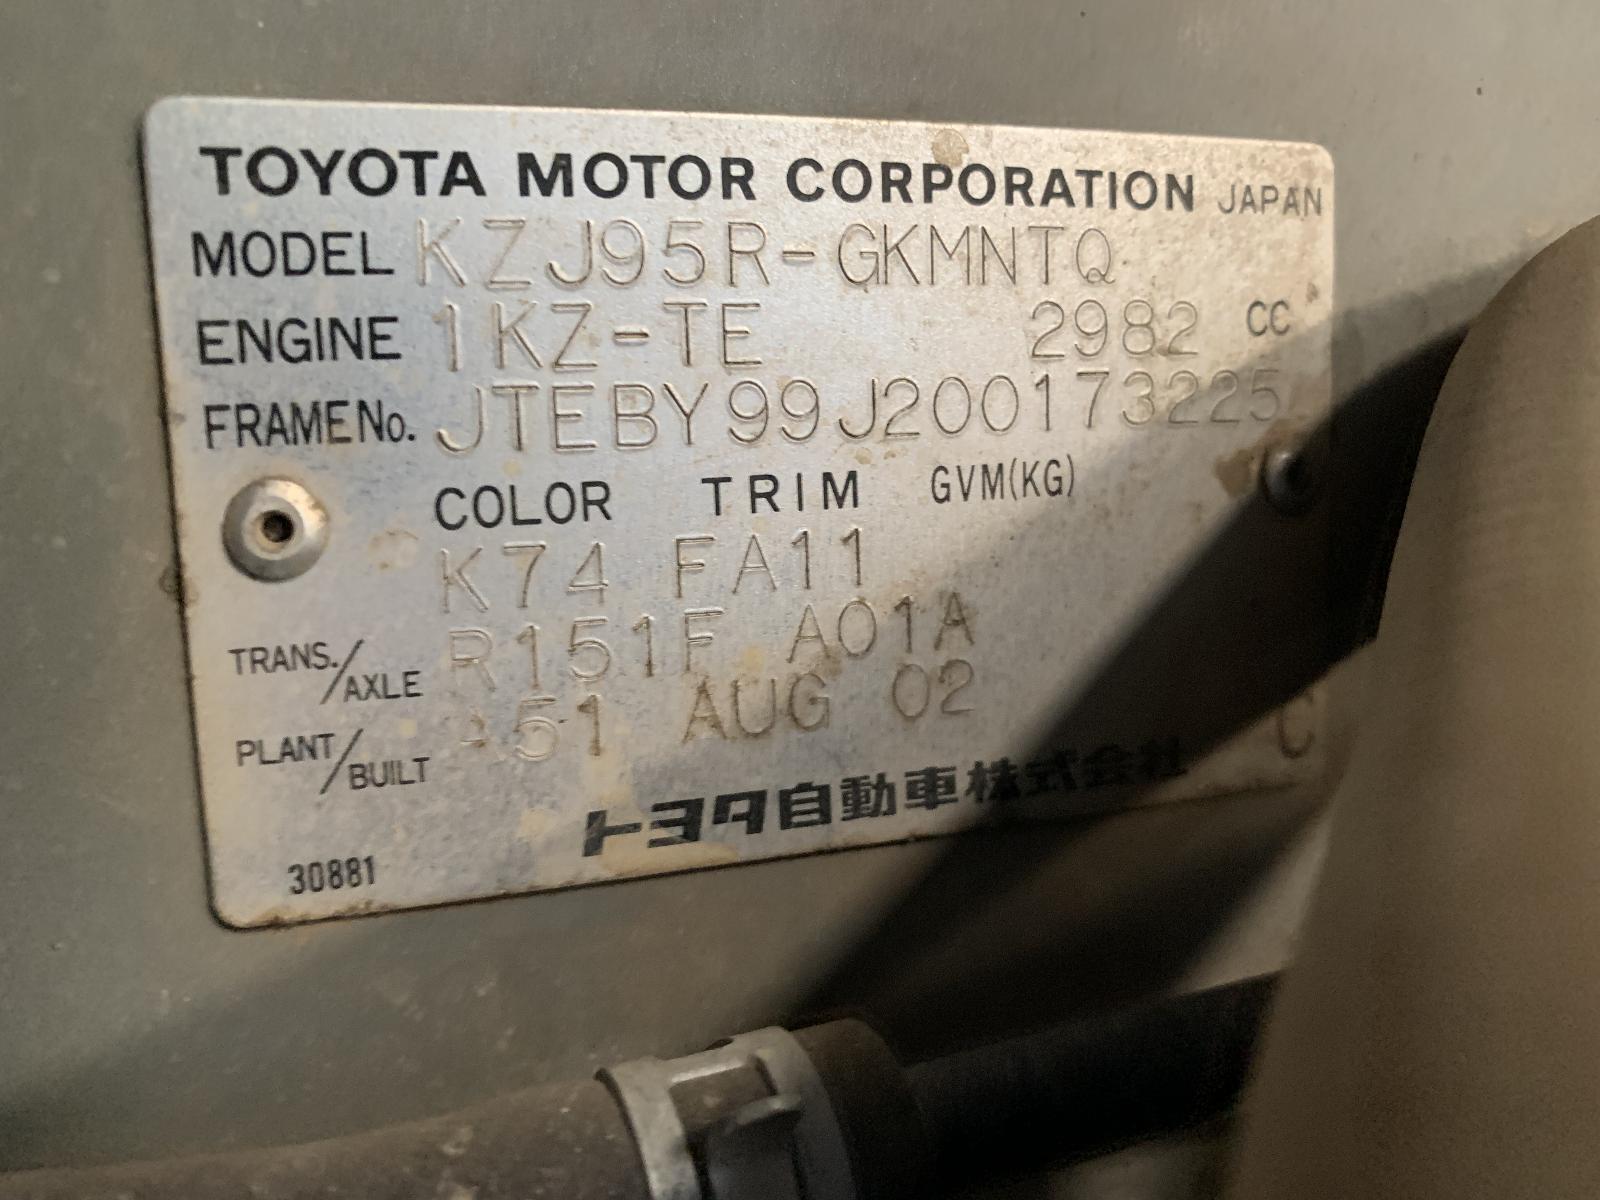 TOYOTA MOTOR CORPORATION JAPAN
MODEL KZJ95R-GKMNTQ
ENGINE 1KZ-TE 2982 CC
FRAME No. JTEBY99J200173225
COLOR TRIM GVM(KG)
K74 FA11
TRANS./AXLE R151F A01A
PLANT/BUILT A51 AUG 02 C
トヨタ自動車株式会社
30881